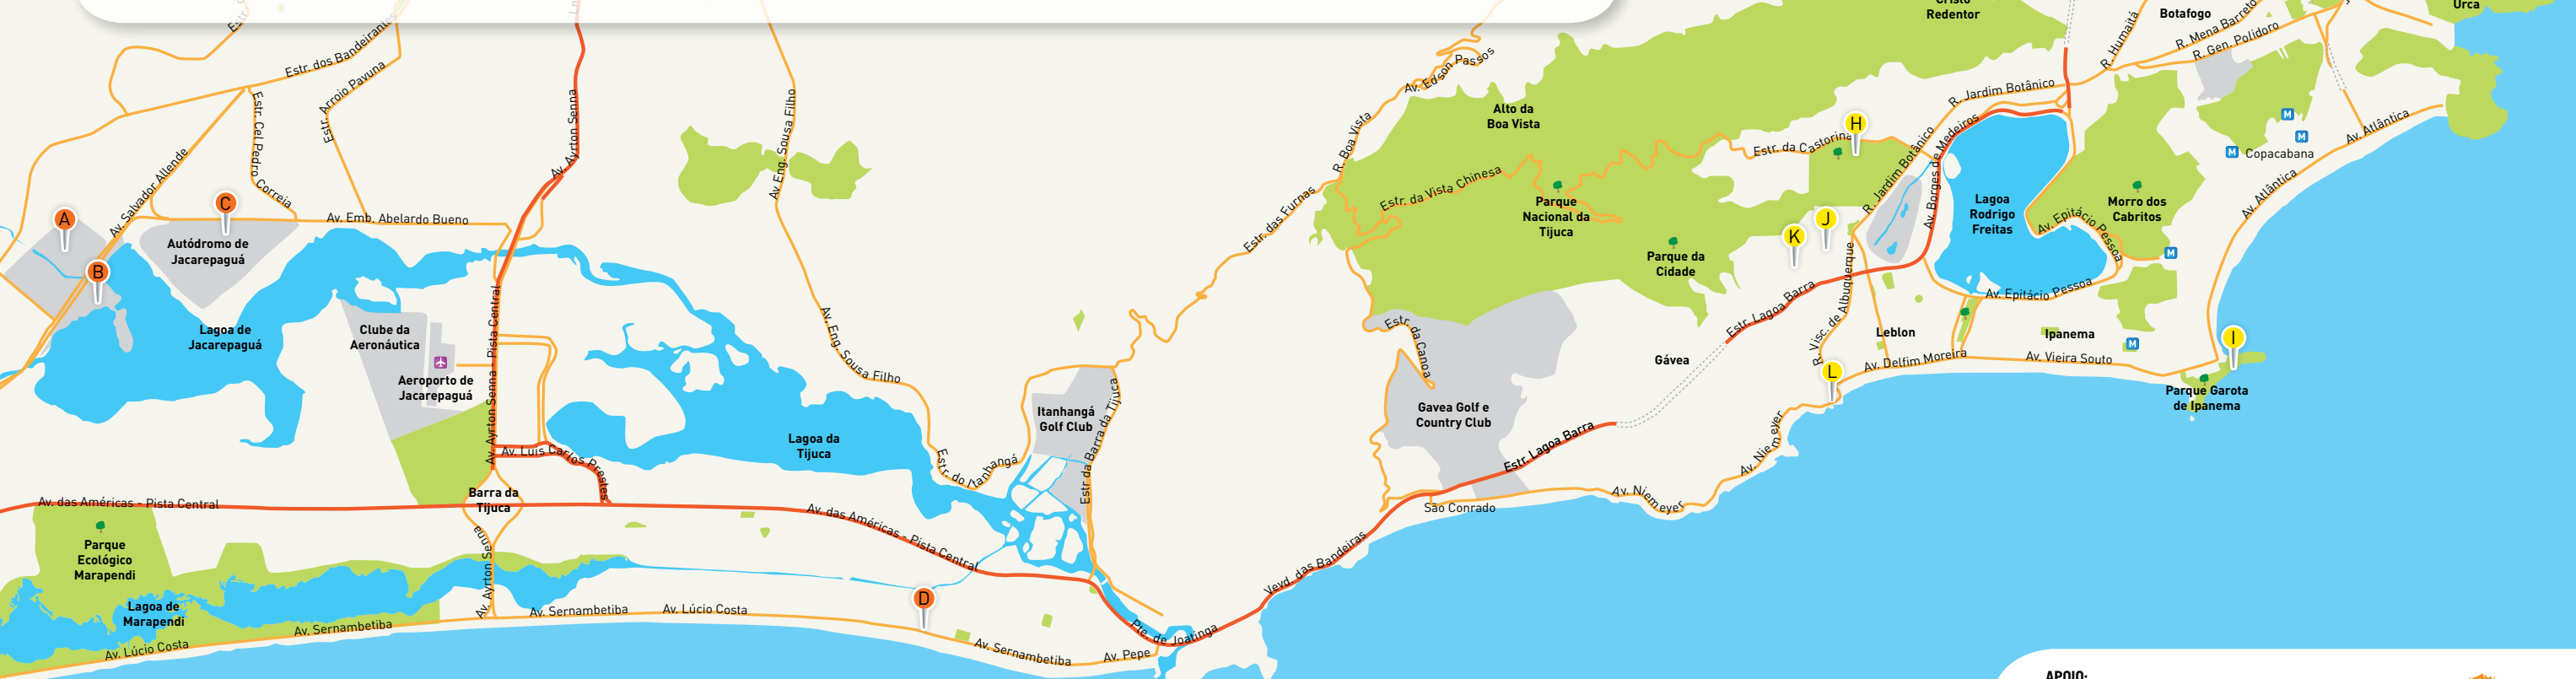 Cristo
Redentor
Urca
Botafogo
R. Humaitá
R. Mena Barreto
R. Gen. Polidoro
Estr. dos Bandeirantes
Estr. Arroio Pavuna
Estr. Cel Pedro Correia
Av. Salvador Allende
Av. Ayrton Senna
Av Eng. Sousa Filho
Av. Edson Passos
R. Boa Vista
Alto da
Boa Vista
Estr. da Castorina
H
R. Jardim Botânico
R. Jardim Botânico
Av. Borges de Medeiros
M
M
M
Copacabana
Av. Atlântica
Av. Atlântica
A
B
C
Autódromo de
Jacarepaguá
Av. Emb. Abelardo Bueno
Estr. das Furnas
Estr. da Vista Chinesa
Parque
Nacional da
Tijuca
Parque da
Cidade
K
J
Lagoa
Rodrigo
Freitas
Morro dos
Cabritos
Av. Epitácio Pessoa
M
Av. Epitácio Pessoa
Lagoa de
Jacarepaguá
Clube da
Aeronáutica
Aeroporto de
Jacarepaguá
Av. Ayrton Senna - Pista Central
Av. Eng. Sousa Filho
Estr. da Canoa
Estr. Lagoa Barra
R. Visc. de Albuquerque
Leblon
Ipanema
M
I
Gávea
L
Av. Delfim Moreira
Av. Vieira Souto
Parque Garota
de Ipanema
Itanhangá
Golf Club
Estr da Barra da Tijuca
Gavea Golf e
Country Club
Lagoa da
Tijuca
Av. Luis Carlos Prestes
Estr. do Itanhangá
Estr. Lagoa Barra
Av. Niemeyer
Av. Niemeyer
São Conrado
Barra da
Tijuca
Av. das Américas - Pista Central
Av. das Américas - Pista Central
Parque
Ecológico
Marapendi
Av. Ayrton Senna
Vevd. das Bandeiras
D
Lagoa de
Marapendi
Av. Sernambetiba
Av. Lúcio Costa
Av. Sernambetiba
Av. Lúcio Costa
Pte. de Joatinga
Av. Sernambetiba
Av. Pepe
APOIO: